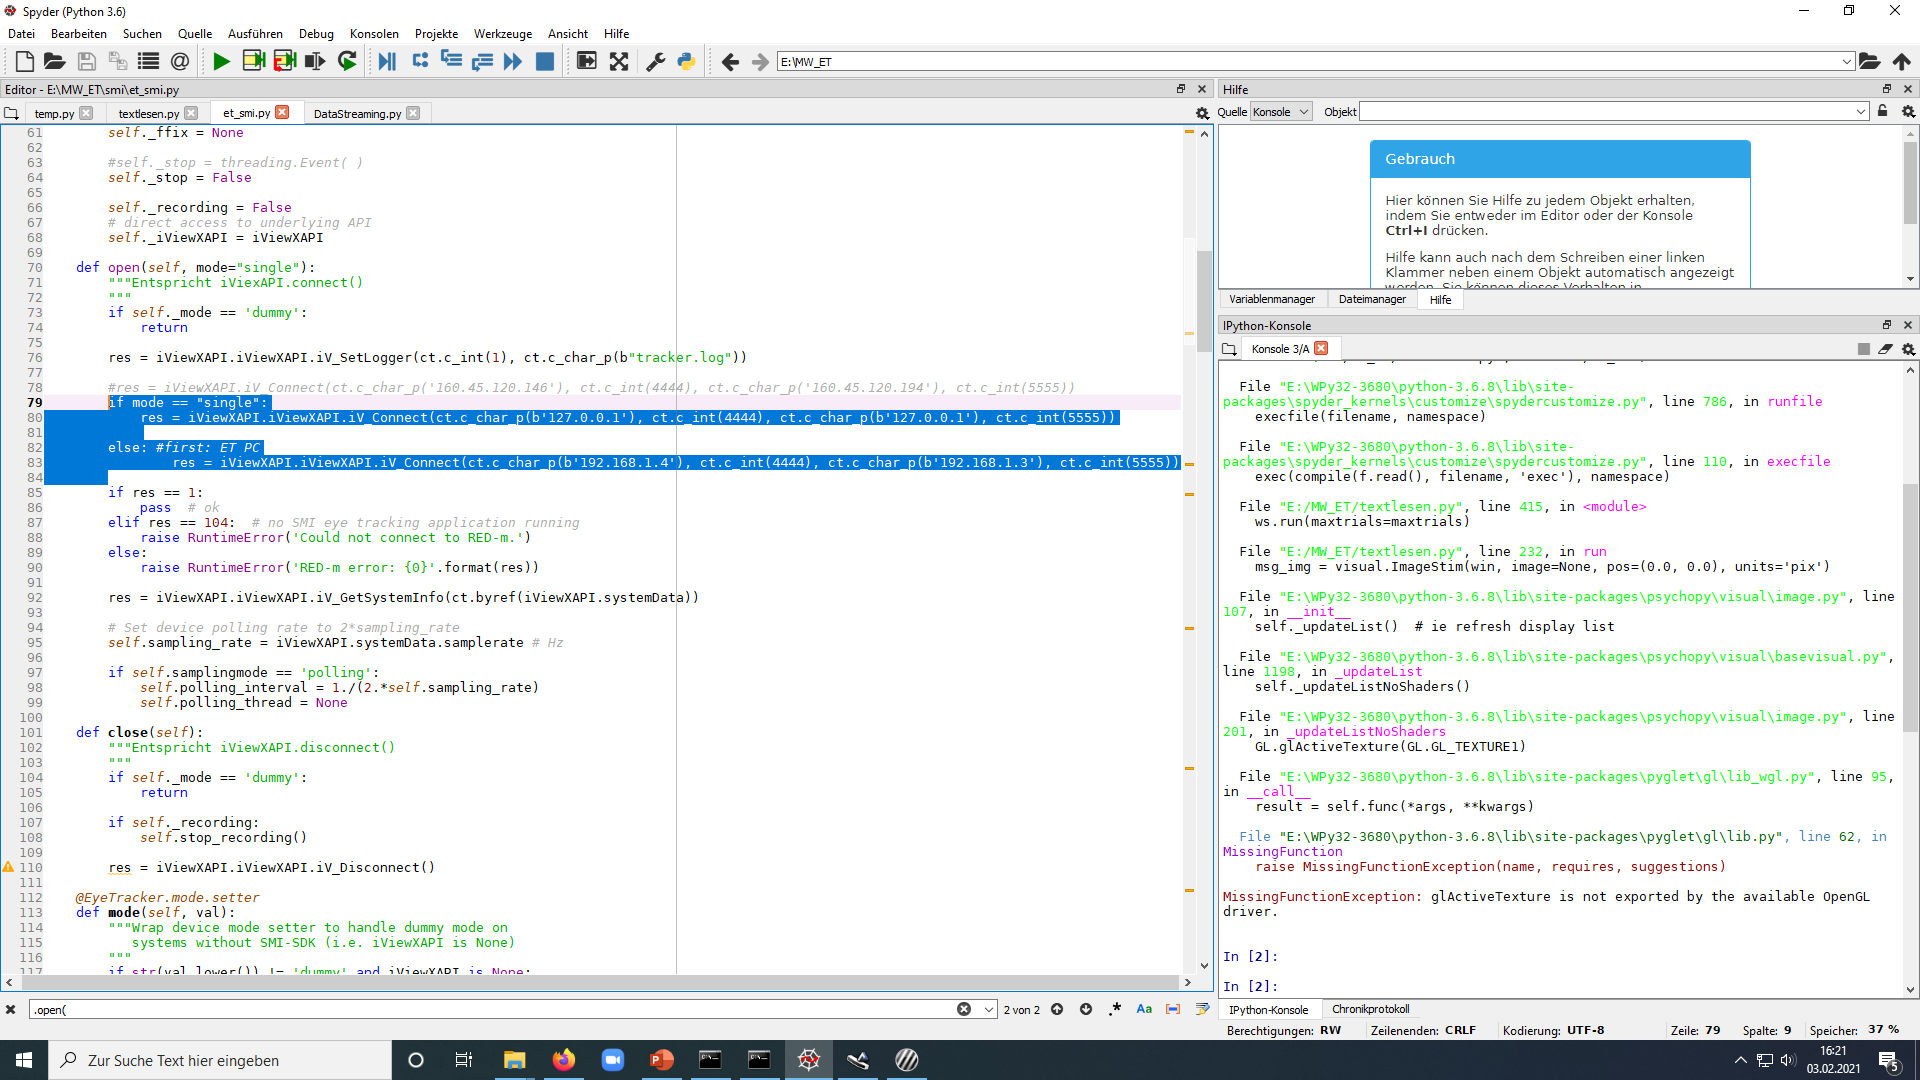 Spyder (Python 3.6)
Datei Bearbeiten Suchen Quelle Ausführen Debug Konsolen Projekte Werkzeuge Ansicht Hilfe
E:\MW_ET
Editor - E:\MW_ET\smi\et_smi.py
temp.py textlesen.py et_smi.py DataStreaming.py
61 self._ffix = None
62
63 #self._stop = threading.Event( )
64 self._stop = False
65
66 self._recording = False
67 # direct access to underlying API
68 self._iViewXAPI = iViewXAPI
69
70 def open(self, mode="single"):
71 """Entspricht iViexAPI.connect()
72 """
73 if self._mode == 'dummy':
74 return
75
76 res = iViewXAPI.iViewXAPI.iV_SetLogger(ct.c_int(1), ct.c_char_p(b"tracker.log"))
77
78 #res = iViewXAPI.iV_Connect(ct.c_char_p('160.45.120.146'), ct.c_int(4444), ct.c_char_p('160.45.120.194'), ct.c_int(5555))
79 if mode == "single":
80 res = iViewXAPI.iViewXAPI.iV_Connect(ct.c_char_p(b'127.0.0.1'), ct.c_int(4444), ct.c_char_p(b'127.0.0.1'), ct.c_int(5555))
81
82 else: #first: ET PC
83 res = iViewXAPI.iViewXAPI.iV_Connect(ct.c_char_p(b'192.168.1.4'), ct.c_int(4444), ct.c_char_p(b'192.168.1.3'), ct.c_int(5555))
84
85 if res == 1:
86 pass # ok
87 elif res == 104: # no SMI eye tracking application running
88 raise RuntimeError('Could not connect to RED-m.')
89 else:
90 raise RuntimeError('RED-m error: {0}'.format(res))
91
92 res = iViewXAPI.iViewXAPI.iV_GetSystemInfo(ct.byref(iViewXAPI.systemData))
93
94 # Set device polling rate to 2*sampling_rate
95 self.sampling_rate = iViewXAPI.systemData.samplerate # Hz
96
97 if self.samplingmode == 'polling':
98 self.polling_interval = 1./(2.*self.sampling_rate)
99 self.polling_thread = None
100
101 def close(self):
102 """Entspricht iViewXAPI.disconnect()
103 """
104 if self._mode == 'dummy':
105 return
106
107 if self._recording:
108 self.stop_recording()
109
110 res = iViewXAPI.iViewXAPI.iV_Disconnect()
111
112 @EyeTracker.mode.setter
113 def mode(self, val):
114 """Wrap device mode setter to handle dummy mode on
115 systems without SMI-SDK (i.e. iViewXAPI is None)
116 """
117 if str(val.lower()) != 'dummy' and iViewXAPI is None:
.open( 2 von 2 .* Aa
Hilfe
Quelle Konsole Objekt
Gebrauch
Hier können Sie Hilfe zu jedem Objekt erhalten,
indem Sie entweder im Editor oder der Konsole
Ctrl+I drücken.
Hilfe kann auch nach dem Schreiben einer linken
Klammer neben einem Objekt automatisch angezeigt
werden. Sie können dieses Verhalten in
Variablenmanager Dateimanager Hilfe
IPython-Konsole
Konsole 3/A
File "E:\WPy32-3680\python-3.6.8\lib\site-
packages\spyder_kernels\customize\spydercustomize.py", line 786, in runfile
execfile(filename, namespace)
File "E:\WPy32-3680\python-3.6.8\lib\site-
packages\spyder_kernels\customize\spydercustomize.py", line 110, in execfile
exec(compile(f.read(), filename, 'exec'), namespace)
File "E:/MW_ET/textlesen.py", line 415, in <module>
ws.run(maxtrials=maxtrials)
File "E:/MW_ET/textlesen.py", line 232, in run
msg_img = visual.ImageStim(win, image=None, pos=(0.0, 0.0), units='pix')
File "E:\WPy32-3680\python-3.6.8\lib\site-packages\psychopy\visual\image.py", line
107, in __init__
self._updateList() # ie refresh display list
File "E:\WPy32-3680\python-3.6.8\lib\site-packages\psychopy\visual\basevisual.py",
line 1198, in _updateList
self._updateListNoShaders()
File "E:\WPy32-3680\python-3.6.8\lib\site-packages\psychopy\visual\image.py", line
201, in _updateListNoShaders
GL.glActiveTexture(GL.GL_TEXTURE1)
File "E:\WPy32-3680\python-3.6.8\lib\site-packages\pyglet\gl\lib_wgl.py", line 95,
in __call__
result = self.func(*args, **kwargs)
File "E:\WPy32-3680\python-3.6.8\lib\site-packages\pyglet\gl\lib.py", line 62, in
MissingFunction
raise MissingFunctionException(name, requires, suggestions)
MissingFunctionException: glActiveTexture is not exported by the available OpenGL
driver.
In [2]:
In [2]:
IPython-Konsole Chronikprotokoll
Berechtigungen: RW Zeilenenden: CRLF Kodierung: UTF-8 Zeile: 79 Spalte: 9 Speicher: 37 %
Zur Suche Text hier eingeben
16:21
03.02.2021
5